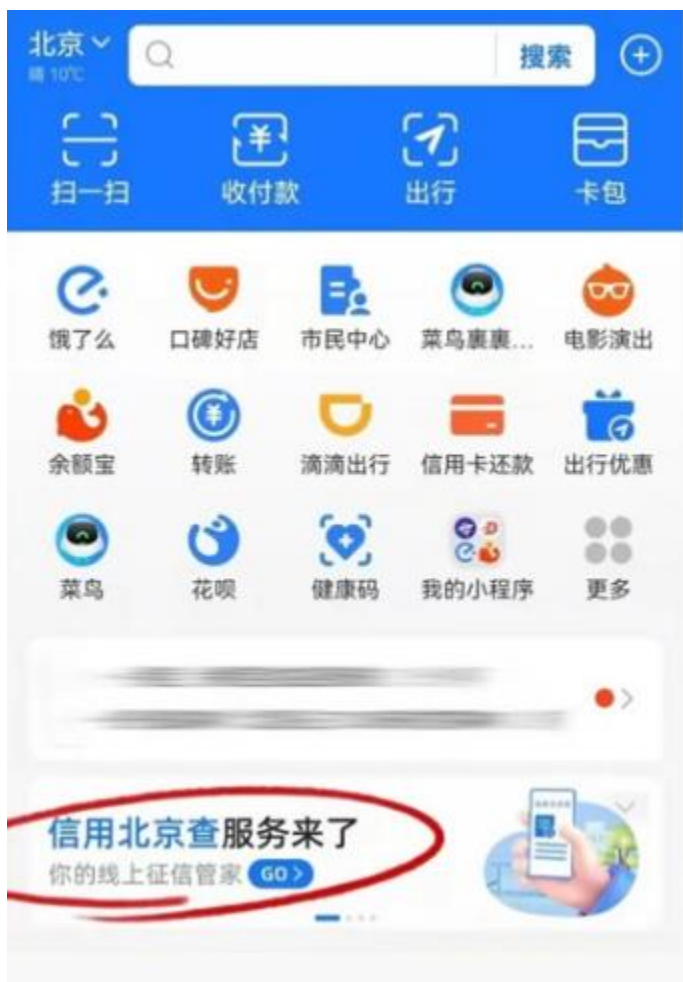 北京
晴 10℃
搜索
扫一扫 收付款 出行 卡包
饿了么 口碑好店 市民中心 菜鸟裹裹... 电影演出
余额宝 转账 滴滴出行 信用卡还款 出行优惠
菜鸟 花呗 健康码 我的小程序 更多
信用北京查服务来了
你的线上征信管家 GO